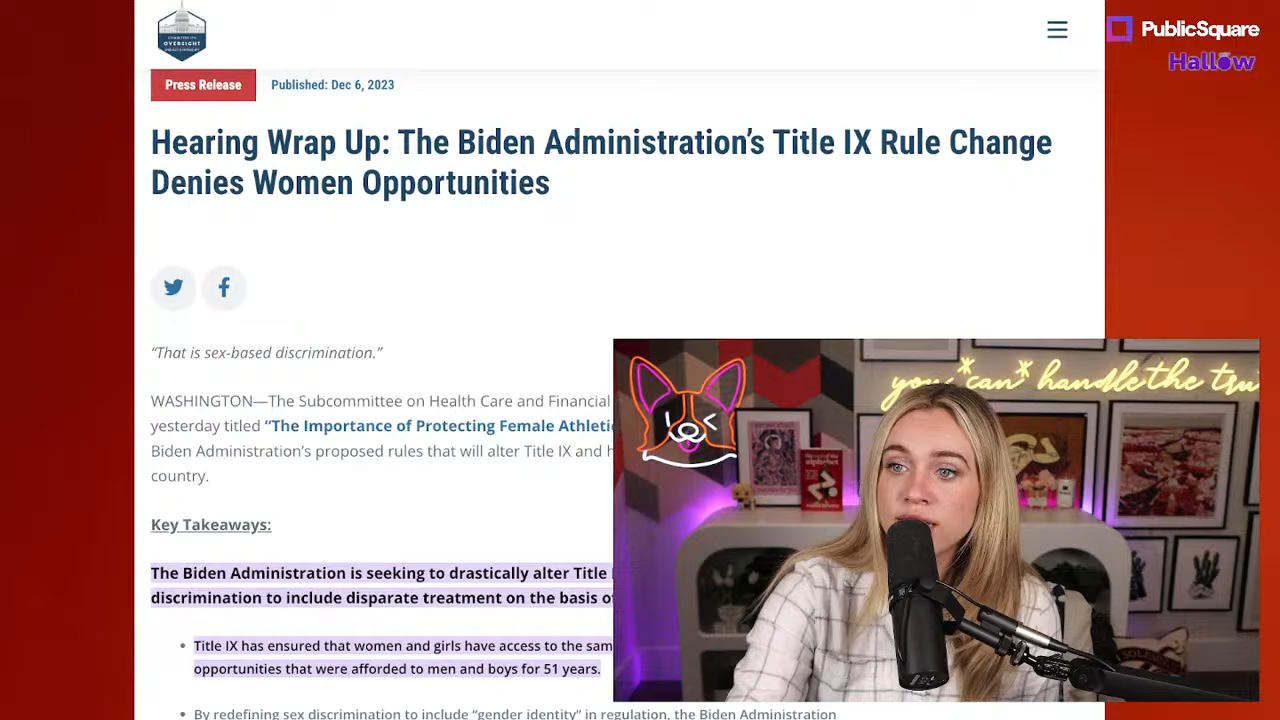 COMMITTEE ON
OVERSIGHT
PublicSquare
Hallow
Press Release
Published: Dec 6, 2023
Hearing Wrap Up: The Biden Administration’s Title IX Rule Change
Denies Women Opportunities
“That is sex-based discrimination.”
WASHINGTON—The Subcommittee on Health Care and Financial
yesterday titled “The Importance of Protecting Female Athleti
Biden Administration’s proposed rules that will alter Title IX and h
country.
Key Takeaways:
The Biden Administration is seeking to drastically alter Title
discrimination to include disparate treatment on the basis o
Title IX has ensured that women and girls have access to the sam
opportunities that were afforded to men and boys for 51 years.
By redefining sex discrimination to include “gender identity” in regulation, the Biden Administration
you *can* handle the tru